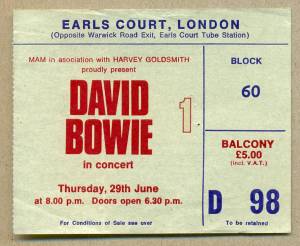 EARLS COURT, LONDON
(Opposite Warwick Road Exit, Earls Court Tube Station)
MAM in association with HARVEY GOLDSMITH
proudly present
DAVID
BOWIE
in concert
1
Thursday, 29th June
at 8.00 p.m. Doors open 6.30 p.m.
For Conditions of Sale see over
BLOCK
60
BALCONY
£5.00
(incl. V.A.T.)
D 98
To be retained